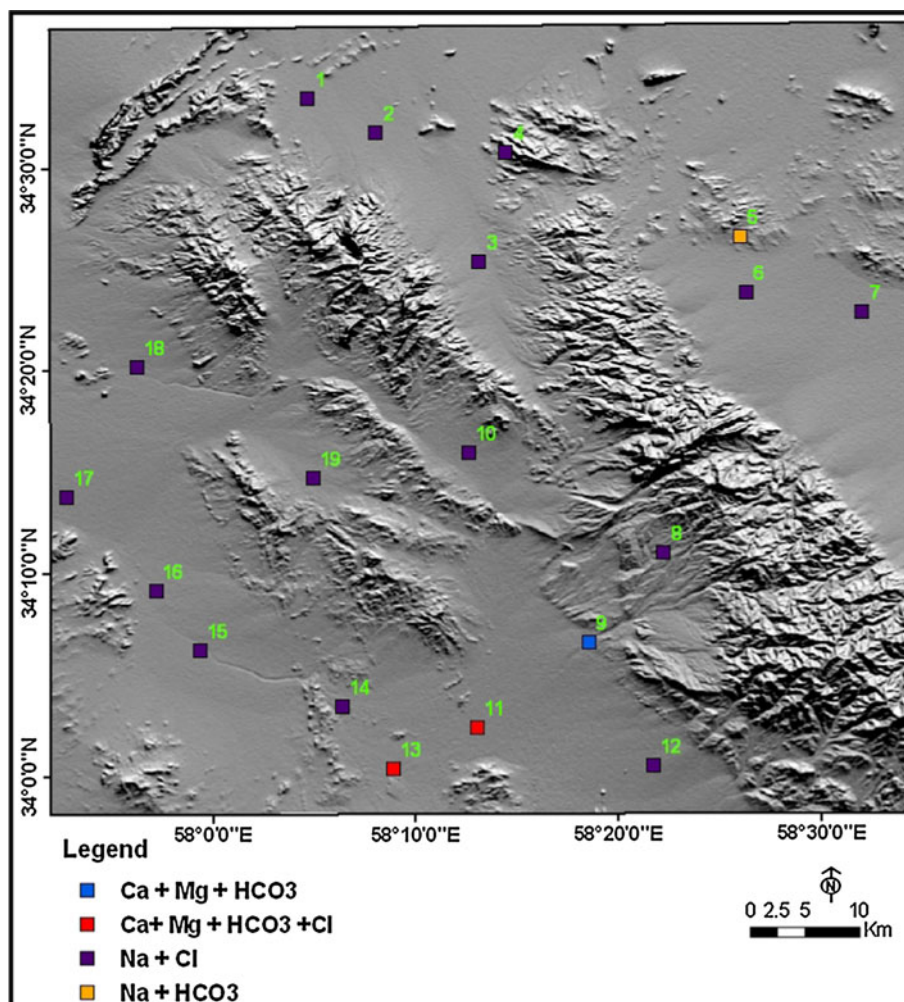 1
2
4
34°30'0"N
5
3
6
7
18
34°20'0"N
10
19
17
8
34°10'0"N
16
9
15
14
11
12
13
34°0'0"N
58°0'0"E 58°10'0"E 58°20'0"E 58°30'0"E
Legend
Ca + Mg + HCO3
Ca+ Mg + HCO3 +Cl
Na + Cl
Na + HCO3
N
0 2.5 5 10
Km